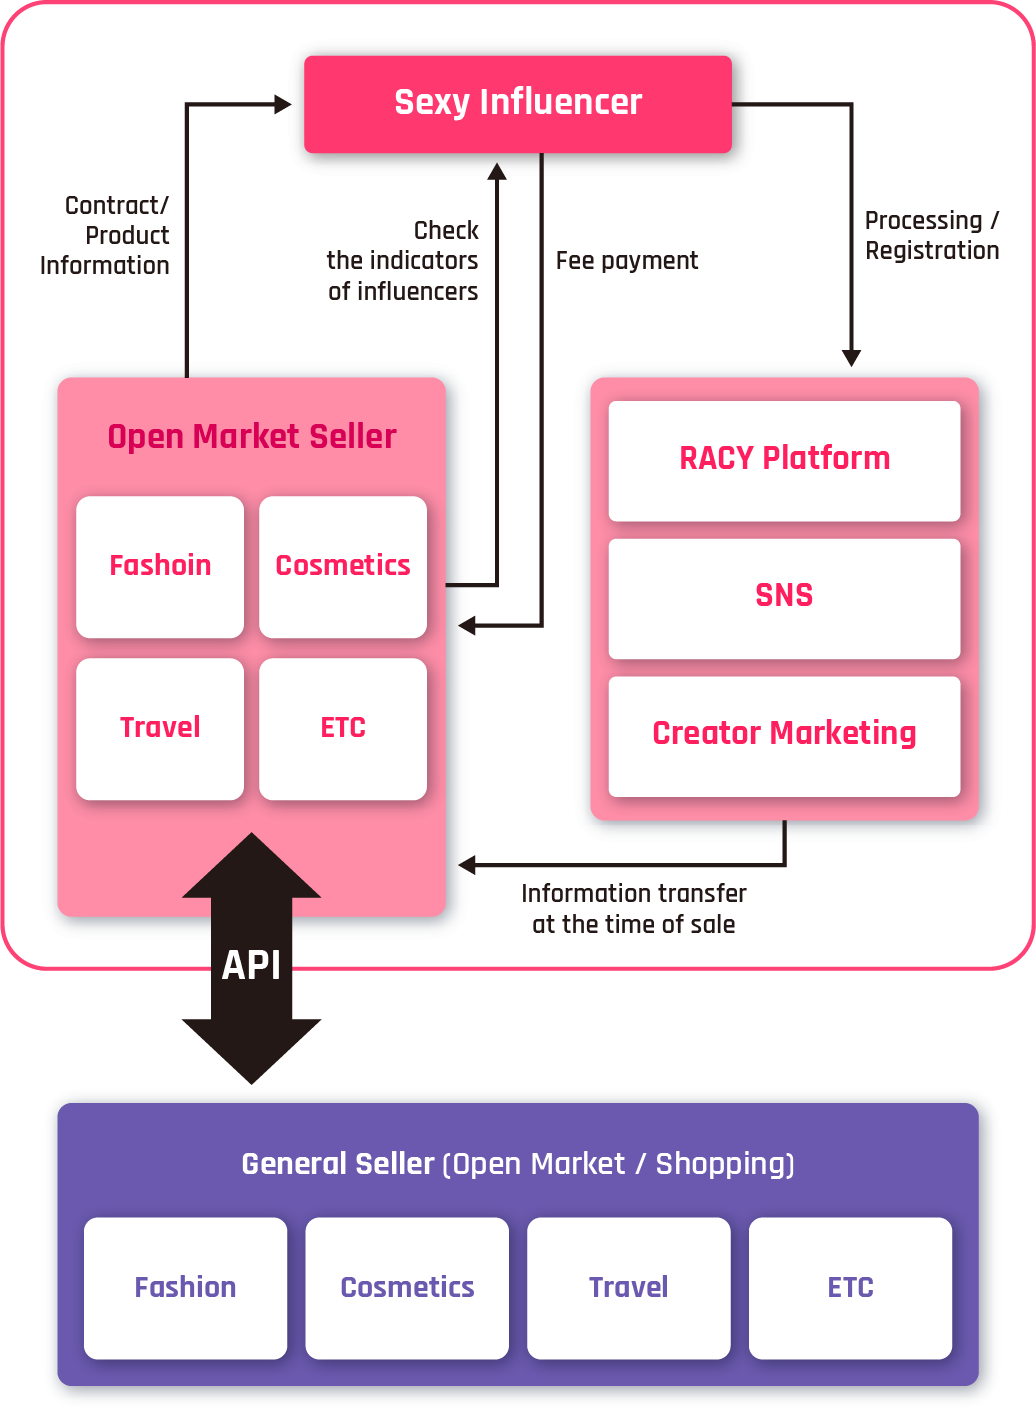 Sexy Influencer
Contract/
Product
Information
Check
the indicators
of influencers
Fee payment
Processing /
Registration
Open Market Seller
Fashoin
Cosmetics
Travel
ETC
RACY Platform
SNS
Creator Marketing
Information transfer
at the time of sale
API
General Seller (Open Market / Shopping)
Fashion
Cosmetics
Travel
ETC